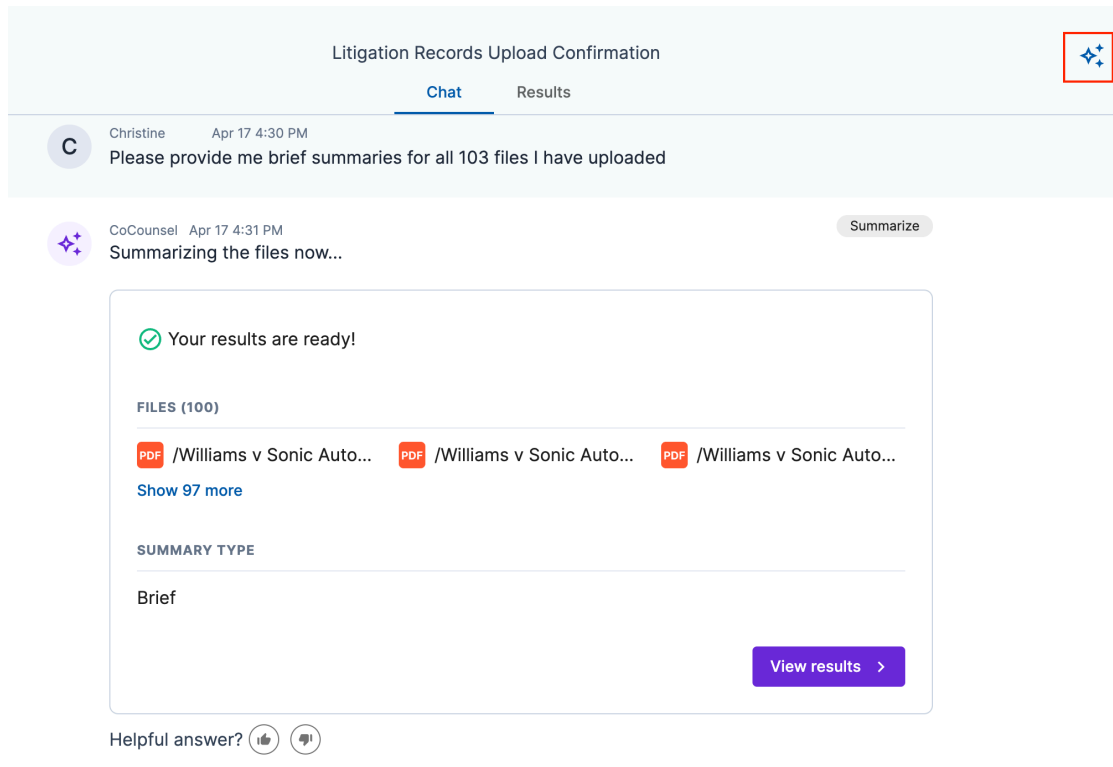 Litigation Records Upload Confirmation
Chat Results
C
Christine Apr 17 4:30 PM
Please provide me brief summaries for all 103 files I have uploaded
CoCounsel Apr 17 4:31 PM
Summarize
Summarizing the files now...
Your results are ready!
FILES (100)
PDF /Williams v Sonic Auto... PDF /Williams v Sonic Auto... PDF /Williams v Sonic Auto...
Show 97 more
SUMMARY TYPE
Brief
View results
Helpful answer?